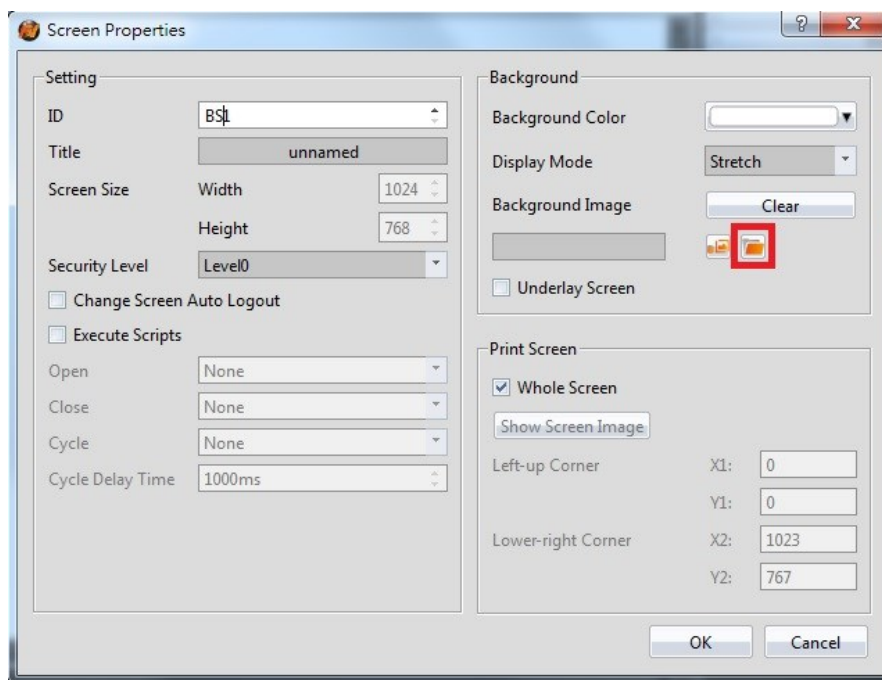 Screen Properties
Setting
ID BS1
Title unnamed
Screen Size Width 1024
Height 768
Security Level Level0
Change Screen Auto Logout
Execute Scripts
Open None
Close None
Cycle None
Cycle Delay Time 1000ms
Background
Background Color
Display Mode Stretch
Background Image Clear
Underlay Screen
Print Screen
Whole Screen
Show Screen Image
Left-up Corner X1: 0
Y1: 0
Lower-right Corner X2: 1023
Y2: 767
OK Cancel